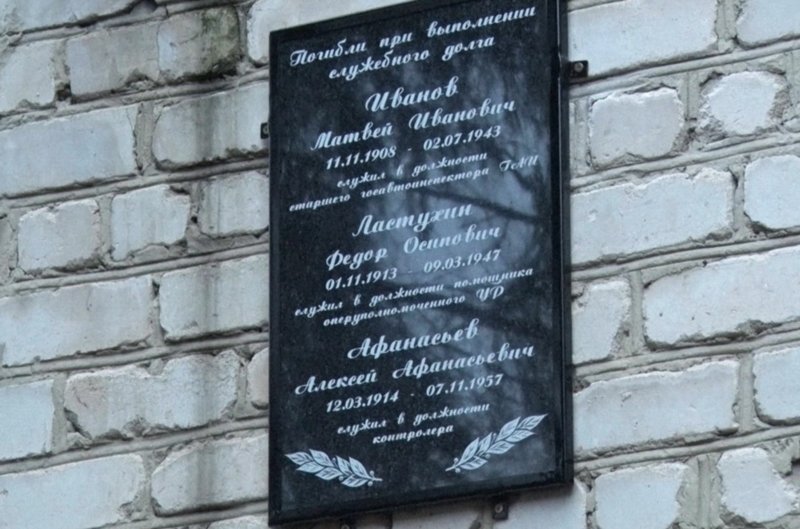 Погибли при выполнении
служебного долга
Иванов
Матвей Иванович
11.11.1908 - 02.07.1943
служил в должности
старшего госавтоинспектора ГАИ
Ластухин
Федор Осипович
01.11.1913 - 09.03.1947
служил в должности помощника
оперуполномоченного УР
Афанасьев
Алексей Афанасьевич
12.03.1914 - 07.11.1957
служил в должности
контролера